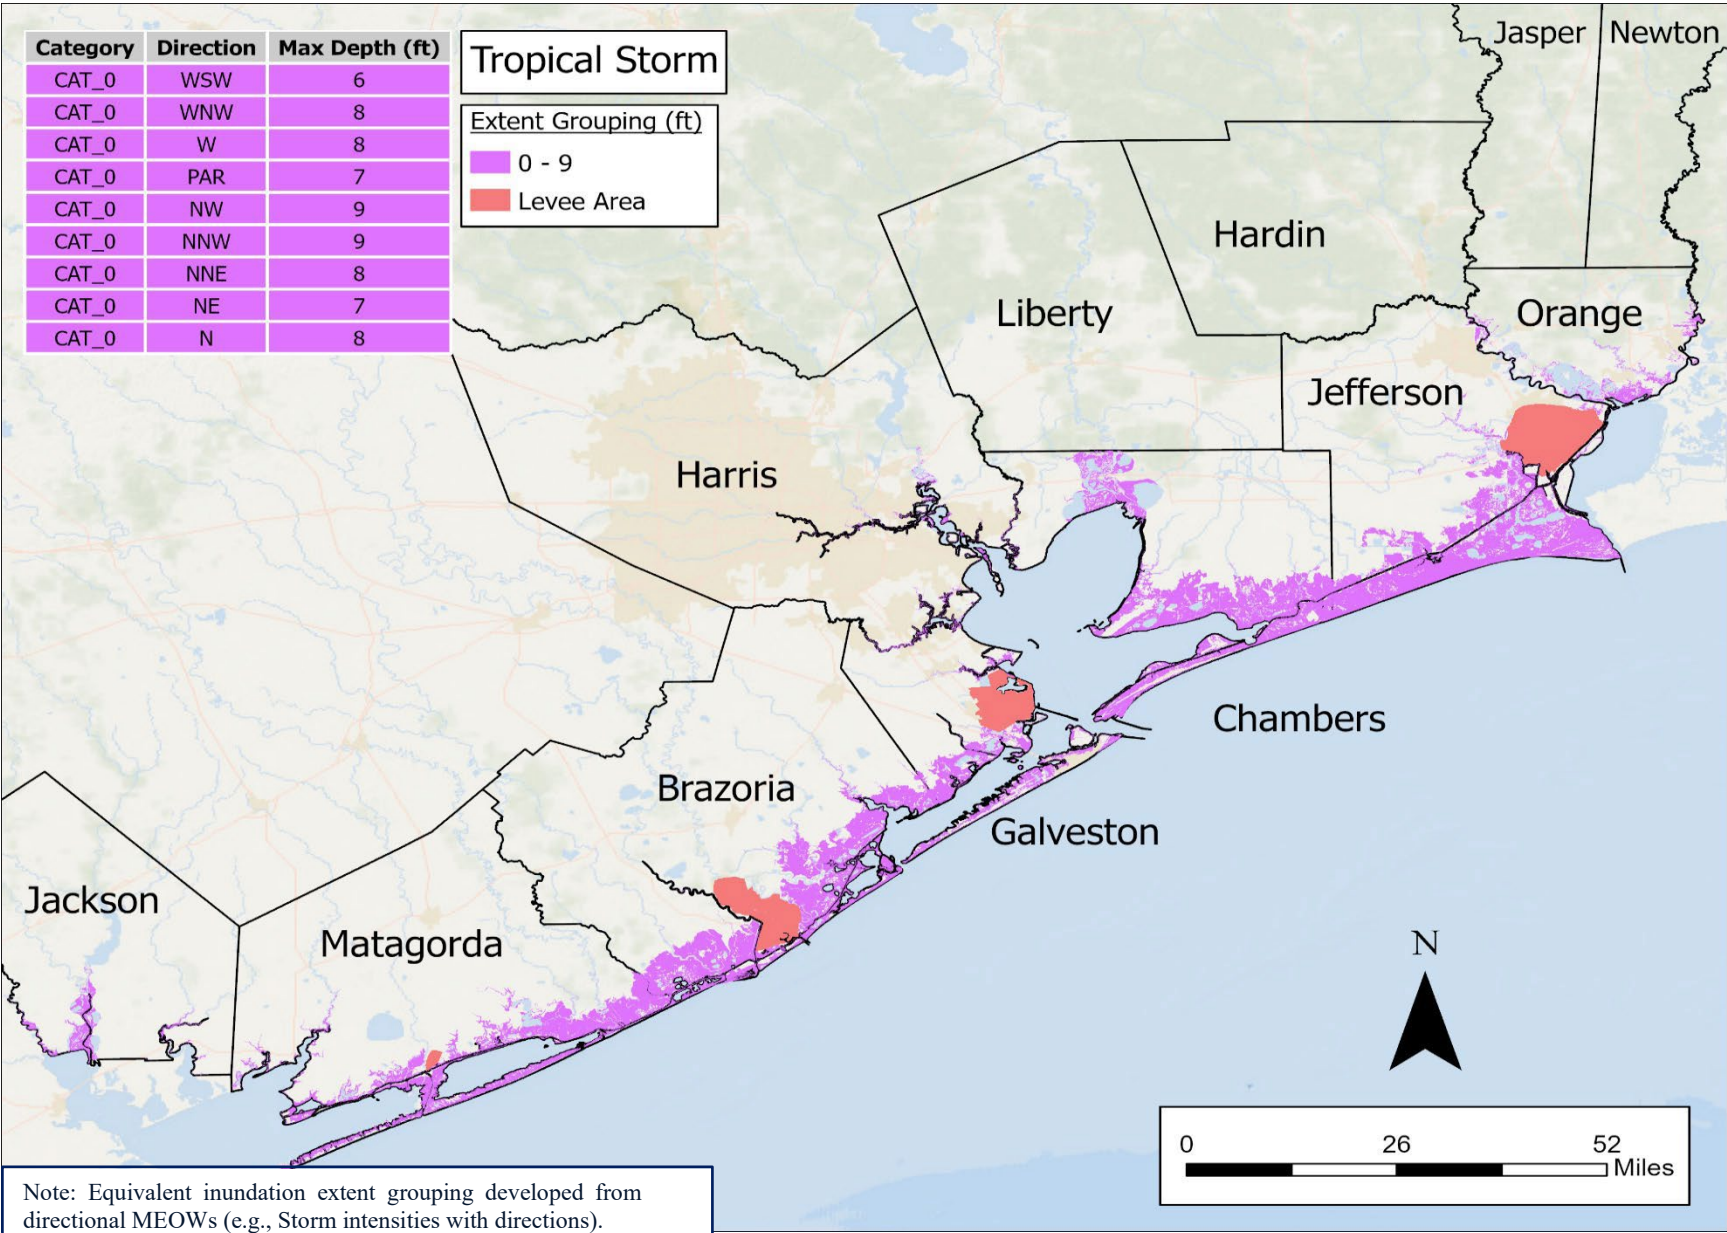 Category Direction Max Depth (ft)
CAT_0 WSW 6
CAT_0 WNW 8
CAT_0 W 8
CAT_0 PAR 7
CAT_0 NW 9
CAT_0 NNW 9
CAT_0 NNE 8
CAT_0 NE 7
CAT_0 N 8
Tropical Storm
Extent Grouping (ft)
0 - 9
Levee Area
Jasper Newton
Hardin
Liberty
Orange
Jefferson
Harris
Chambers
Brazoria
Galveston
Jackson
Matagorda
N
0 26 52
Miles
Note: Equivalent inundation extent grouping developed from
directional MEOWs (e.g., Storm intensities with directions).